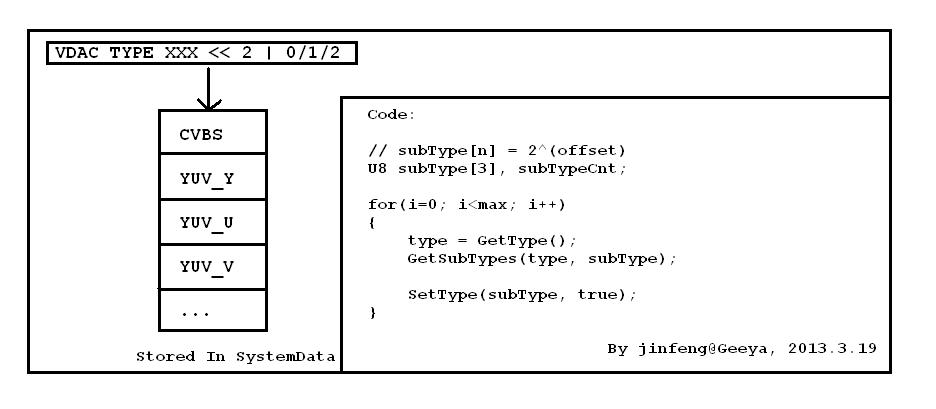 VDAC TYPE XXX << 2 | 0/1/2
CVBS
YUV_Y
YUV_U
YUV_V
...
Stored In SystemData
Code:
// subType[n] = 2^(offset)
U8 subType[3], subTypeCnt;
for(i=0; i<max; i++)
{
    type = GetType();
    GetSubTypes(type, subType);
    SetType(subType, true);
}
By jinfeng@Geeya, 2013.3.19